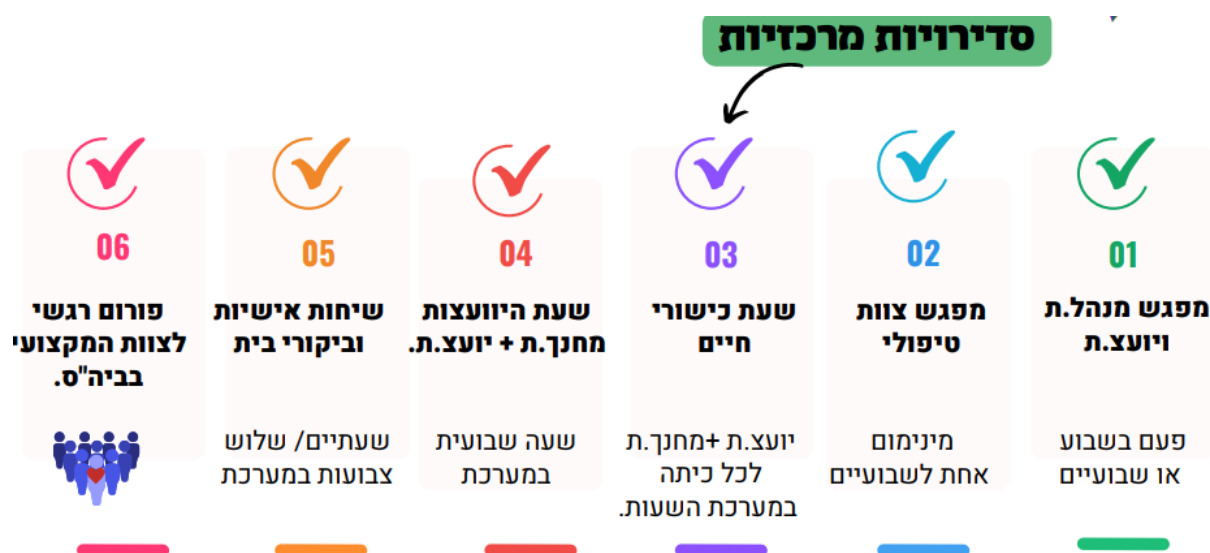 סדירויות מרכזיות
01
מפגש מנהל.ת
ויועצ.ת
פעם בשבוע
או שבועיים
02
מפגש צוות
טיפולי
מינימום
אחת לשבועיים
03
שעת כישורי
חיים
יועצ.ת +מחנך.ת
לכל כיתה
במערכת השעות.
04
שעת היוועצות
מחנך.ת + יועצ.ת.
שעה שבועית
במערכת
05
שיחות אישיות
וביקורי בית
שעתיים/ שלוש
צבועות במערכת
06
פורום רגשי
לצוות המקצועי
בביה"ס.